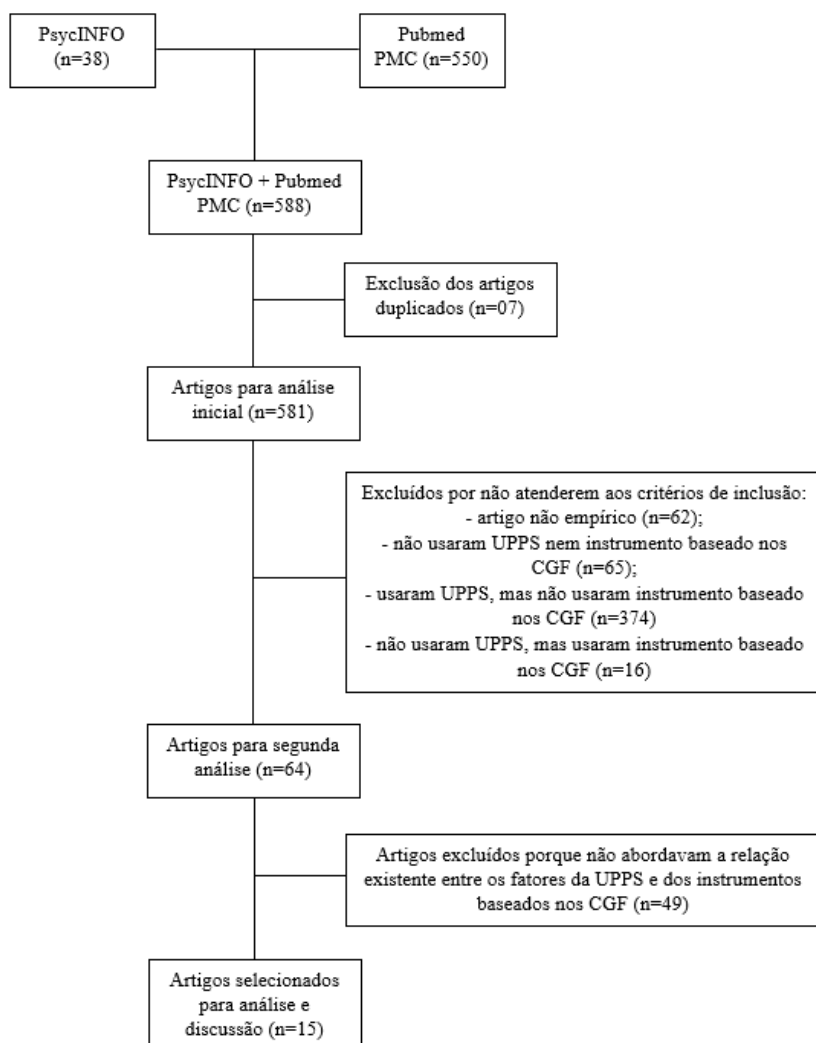 PsycINFO
(n=38)
Pubmed
PMC (n=550)
PsycINFO + Pubmed
PMC (n=588)
Exclusão dos artigos
duplicados (n=07)
Artigos para análise
inicial (n=581)
Excluídos por não atenderem aos critérios de inclusão:
- artigo não empírico (n=62);
- não usaram UPPS nem instrumento baseado nos
CGF (n=65);
- usaram UPPS, mas não usaram instrumento baseado
nos CGF (n=374)
- não usaram UPPS, mas usaram instrumento baseado
nos CGF (n=16)
Artigos para segunda
análise (n=64)
Artigos excluídos porque não abordavam a relação
existente entre os fatores da UPPS e dos instrumentos
baseados nos CGF (n=49)
Artigos selecionados
para análise e
discussão (n=15)